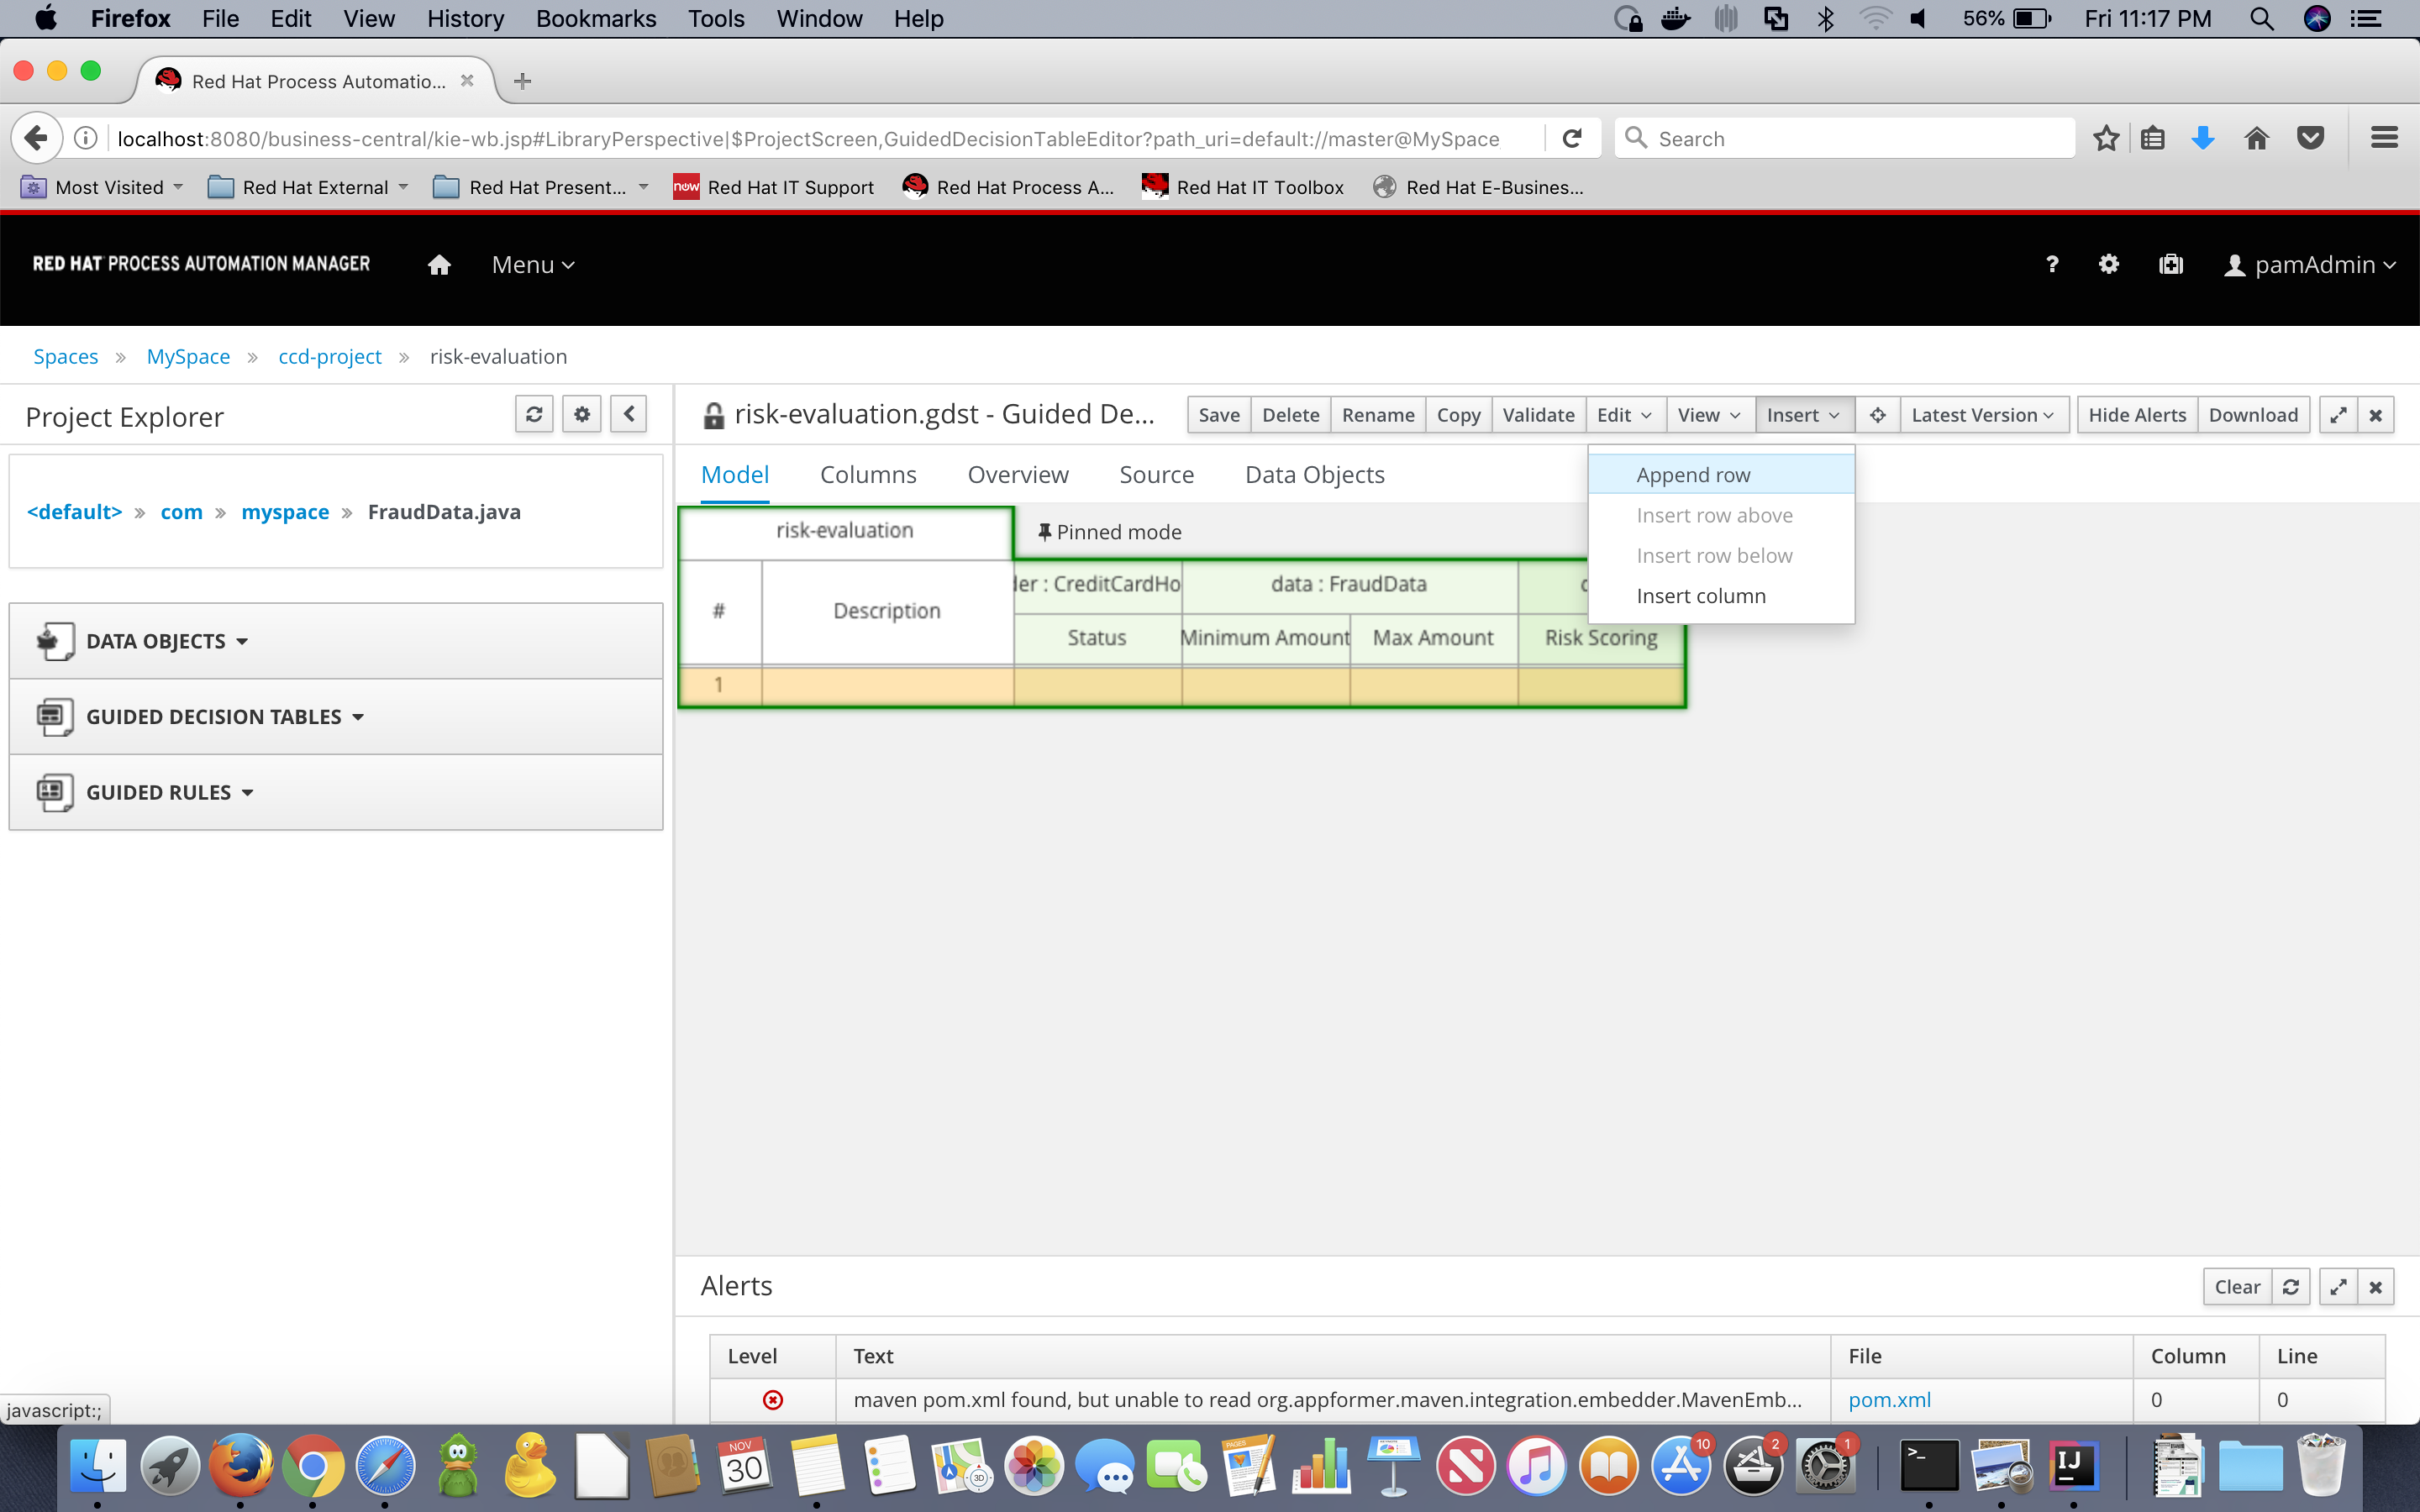 Firefox File Edit View History Bookmarks Tools Window Help 56% Fri 11:17 PM
Red Hat Process Automatio...
localhost:8080/business-central/kie-wb.jsp#LibraryPerspective|$ProjectScreen,GuidedDecisionTableEditor?path_uri=default://master@MySpace Search
Most Visited Red Hat External Red Hat Present... now Red Hat IT Support Red Hat Process A... Red Hat IT Toolbox Red Hat E-Busines...
RED HAT PROCESS AUTOMATION MANAGER Menu ? pamAdmin
Spaces » MySpace » ccd-project » risk-evaluation
Project Explorer
<default> » com » myspace » FraudData.java
DATA OBJECTS
GUIDED DECISION TABLES
GUIDED RULES
risk-evaluation.gdst - Guided De... Save Delete Rename Copy Validate Edit View Insert Latest Version Hide Alerts Download
Model Columns Overview Source Data Objects
Append row
Insert row above
Insert row below
Insert column
risk-evaluation Pinned mode
# Description der : CreditCardHo data : FraudData
Status Minimum Amount Max Amount Risk Scoring
1
Alerts Clear
Level Text File Column Line
maven pom.xml found, but unable to read org.appformer.maven.integration.embedder.MavenEmb... pom.xml 0 0
javascript:;
NOV
30
3D
PAGES
10
2
1
>_
IJ